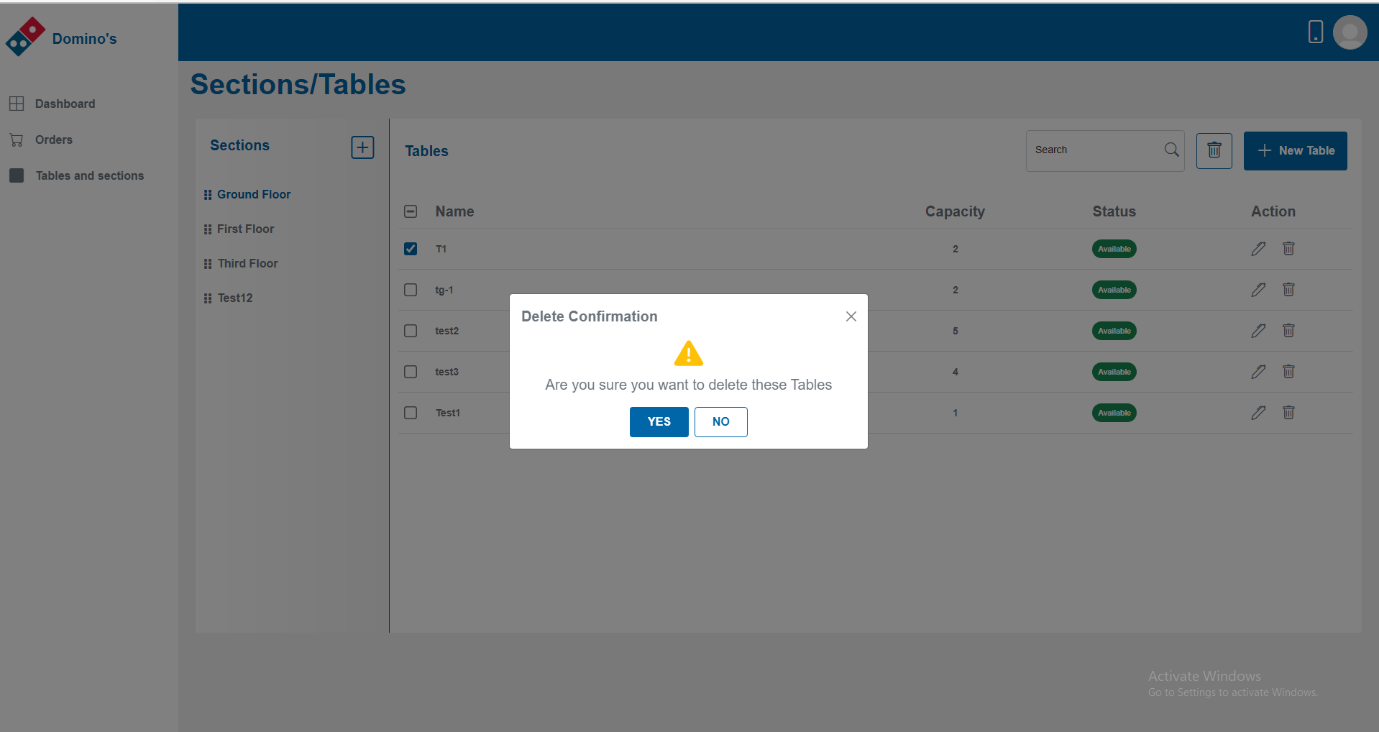 Domino's
Dashboard
Orders
Tables and sections
Sections/Tables
Sections
Ground Floor
First Floor
Third Floor
Test12
Tables
Search
New Table
Name Capacity Status Action
T1 2 Available
tg-1 2 Available
test2 5 Available
test3 4 Available
Test1 1 Available
Delete Confirmation
Are you sure you want to delete these Tables
YES NO
Activate Windows
Go to Settings to activate Windows.